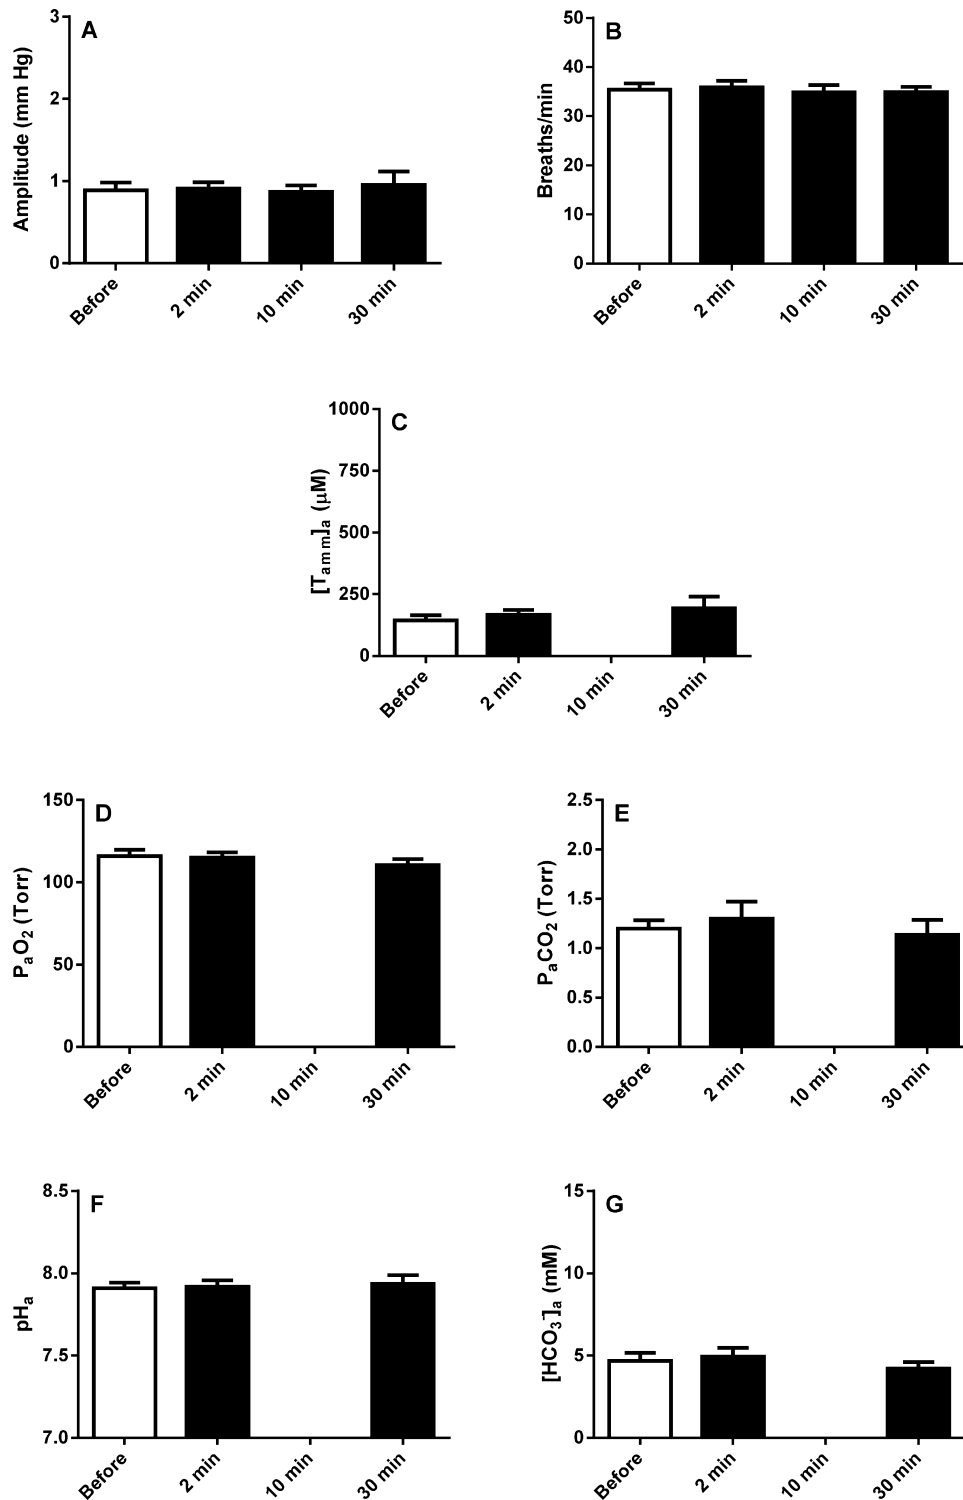 A
Amplitude (mm Hg)
3
2
1
0
Before
2 min
10 min
30 min
B
Breaths/min
50
40
30
20
10
0
Before
2 min
10 min
30 min
C
[Tamm]a (μM)
1000
750
500
250
0
Before
2 min
10 min
30 min
D
PaO2 (Torr)
150
100
50
0
Before
2 min
10 min
30 min
E
PaCO2 (Torr)
2.5
2.0
1.5
1.0
0.5
0.0
Before
2 min
10 min
30 min
F
pHa
8.5
8.0
7.5
7.0
Before
2 min
10 min
30 min
G
[HCO3-]a (mM)
15
10
5
0
Before
2 min
10 min
30 min